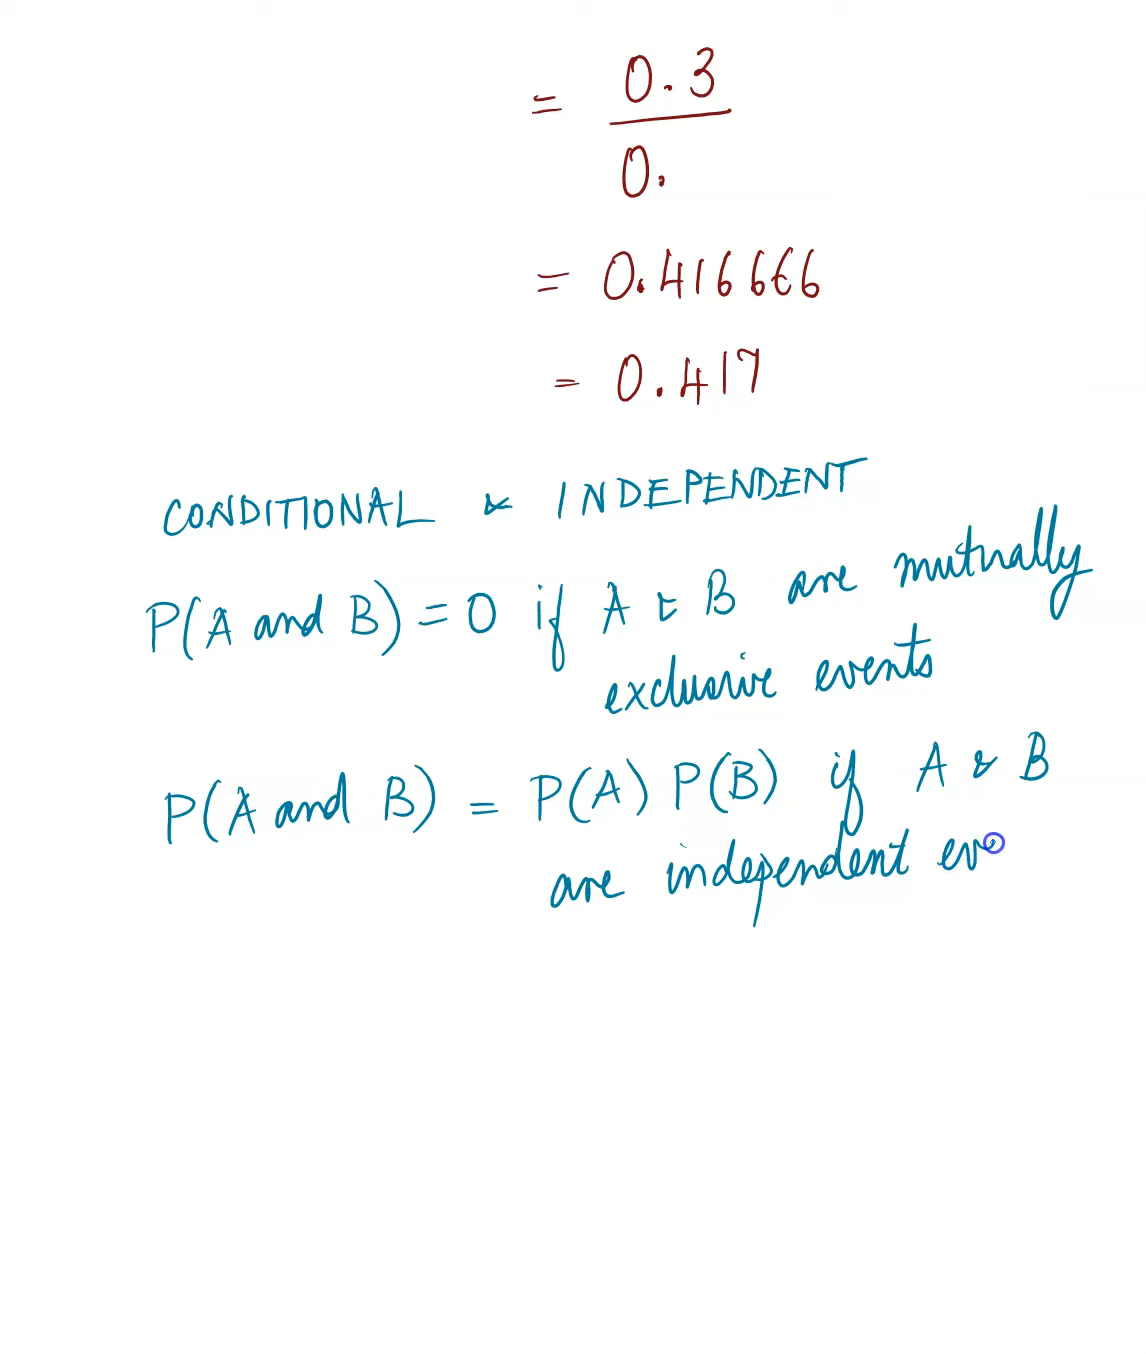 = 0.3
0.
= 0.416666
= 0.417
CONDITIONAL & INDEPENDENT
P(A and B) = 0 if A & B are mutually
exclusive events
P(A and B) = P(A) P(B) if A & B
are independent eve